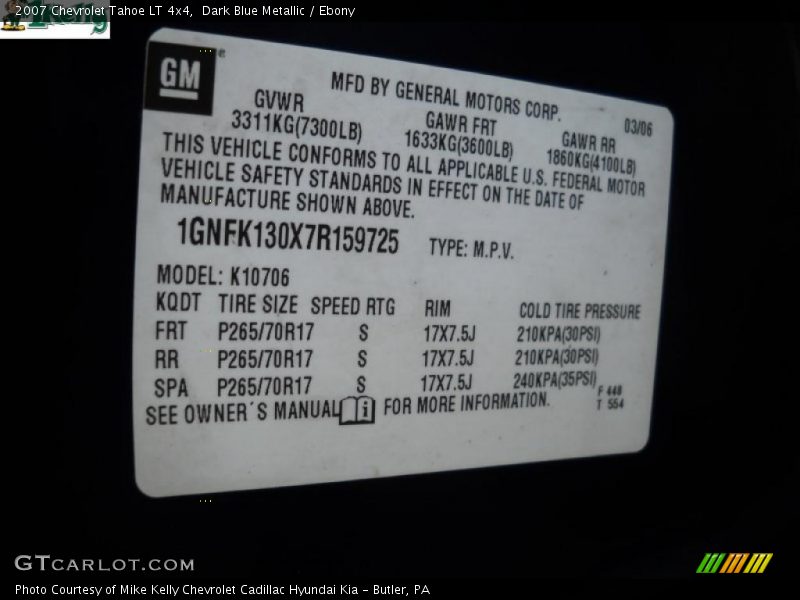 2007 Chevrolet Tahoe LT 4x4, Dark Blue Metallic / Ebony
GM
MFD BY GENERAL MOTORS CORP.
03/06
GVWR GAWR FRT GAWR RR
3311KG(7300LB) 1633KG(3600LB) 1860KG(4100LB)
THIS VEHICLE CONFORMS TO ALL APPLICABLE U.S. FEDERAL MOTOR
VEHICLE SAFETY STANDARDS IN EFFECT ON THE DATE OF
MANUFACTURE SHOWN ABOVE.
1GNFK130X7R159725 TYPE: M.P.V.
MODEL: K10706
KQDT TIRE SIZE SPEED RTG RIM COLD TIRE PRESSURE
FRT P265/70R17 S 17X7.5J 210KPA(30PSI)
RR P265/70R17 S 17X7.5J 210KPA(30PSI)
SPA P265/70R17 S 17X7.5J 240KPA(35PSI)
SEE OWNER´S MANUAL i FOR MORE INFORMATION.
F 448
T 554
GTCARLOT.COM
Photo Courtesy of Mike Kelly Chevrolet Cadillac Hyundai Kia - Butler, PA